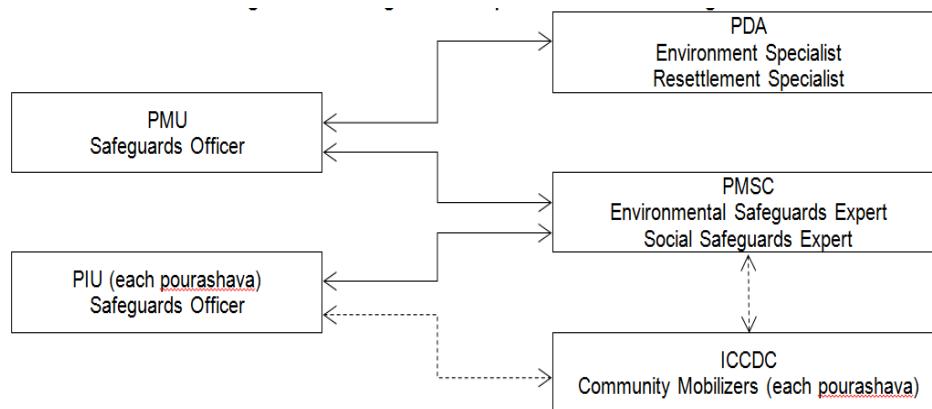 PDA
Environment Specialist
Resettlement Specialist
PMU
Safeguards Officer
PMSC
Environmental Safeguards Expert
Social Safeguards Expert
PIU (each pourashava)
Safeguards Officer
ICCDC
Community Mobilizers (each pourashava)